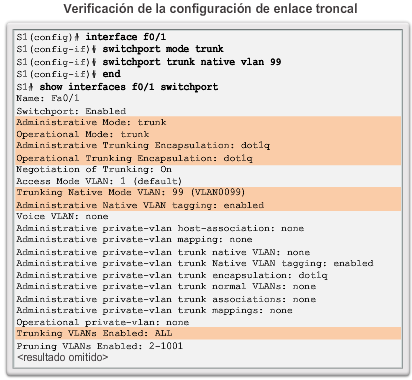 Verificación de la configuración de enlace troncal
S1(config)# interface f0/1
S1(config-if)# switchport mode trunk
S1(config-if)# switchport trunk native vlan 99
S1(config-if)# end
S1# show interfaces f0/1 switchport
Name: Fa0/1
Switchport: Enabled
Administrative Mode: trunk
Operational Mode: trunk
Administrative Trunking Encapsulation: dot1q
Operational Trunking Encapsulation: dot1q
Negotiation of Trunking: On
Access Mode VLAN: 1 (default)
Trunking Native Mode VLAN: 99 (VLAN0099)
Administrative Native VLAN tagging: enabled
Voice VLAN: none
Administrative private-vlan host-association: none
Administrative private-vlan mapping: none
Administrative private-vlan trunk native VLAN: none
Administrative private-vlan trunk Native VLAN tagging: enabled
Administrative private-vlan trunk encapsulation: dot1q
Administrative private-vlan trunk normal VLANs: none
Administrative private-vlan trunk associations: none
Administrative private-vlan trunk mappings: none
Operational private-vlan: none
Trunking VLANs Enabled: ALL
Pruning VLANs Enabled: 2-1001
<resultado omitido>